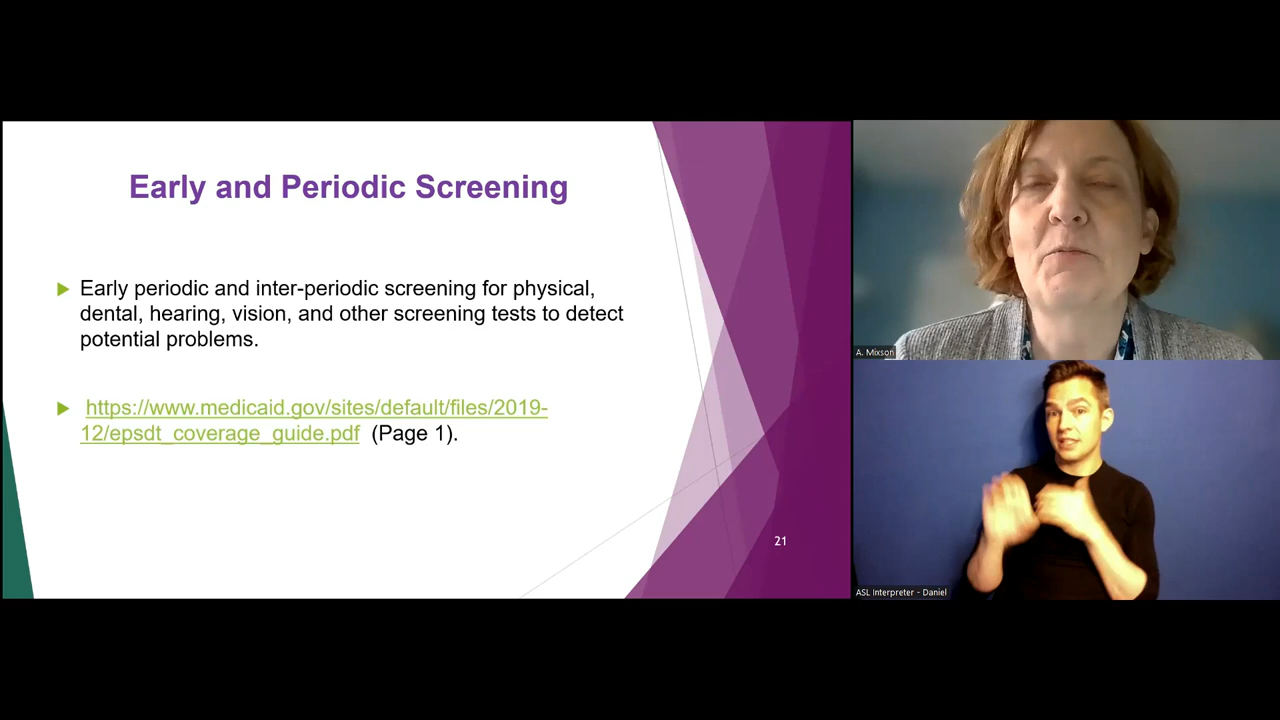 Early and Periodic Screening
Early periodic and inter-periodic screening for physical,
dental, hearing, vision, and other screening tests to detect
potential problems.
https://www.medicaid.gov/sites/default/files/2019-
12/epsdt_coverage_guide.pdf (Page 1).
21
A. Mixson
ASL Interpreter - Daniel